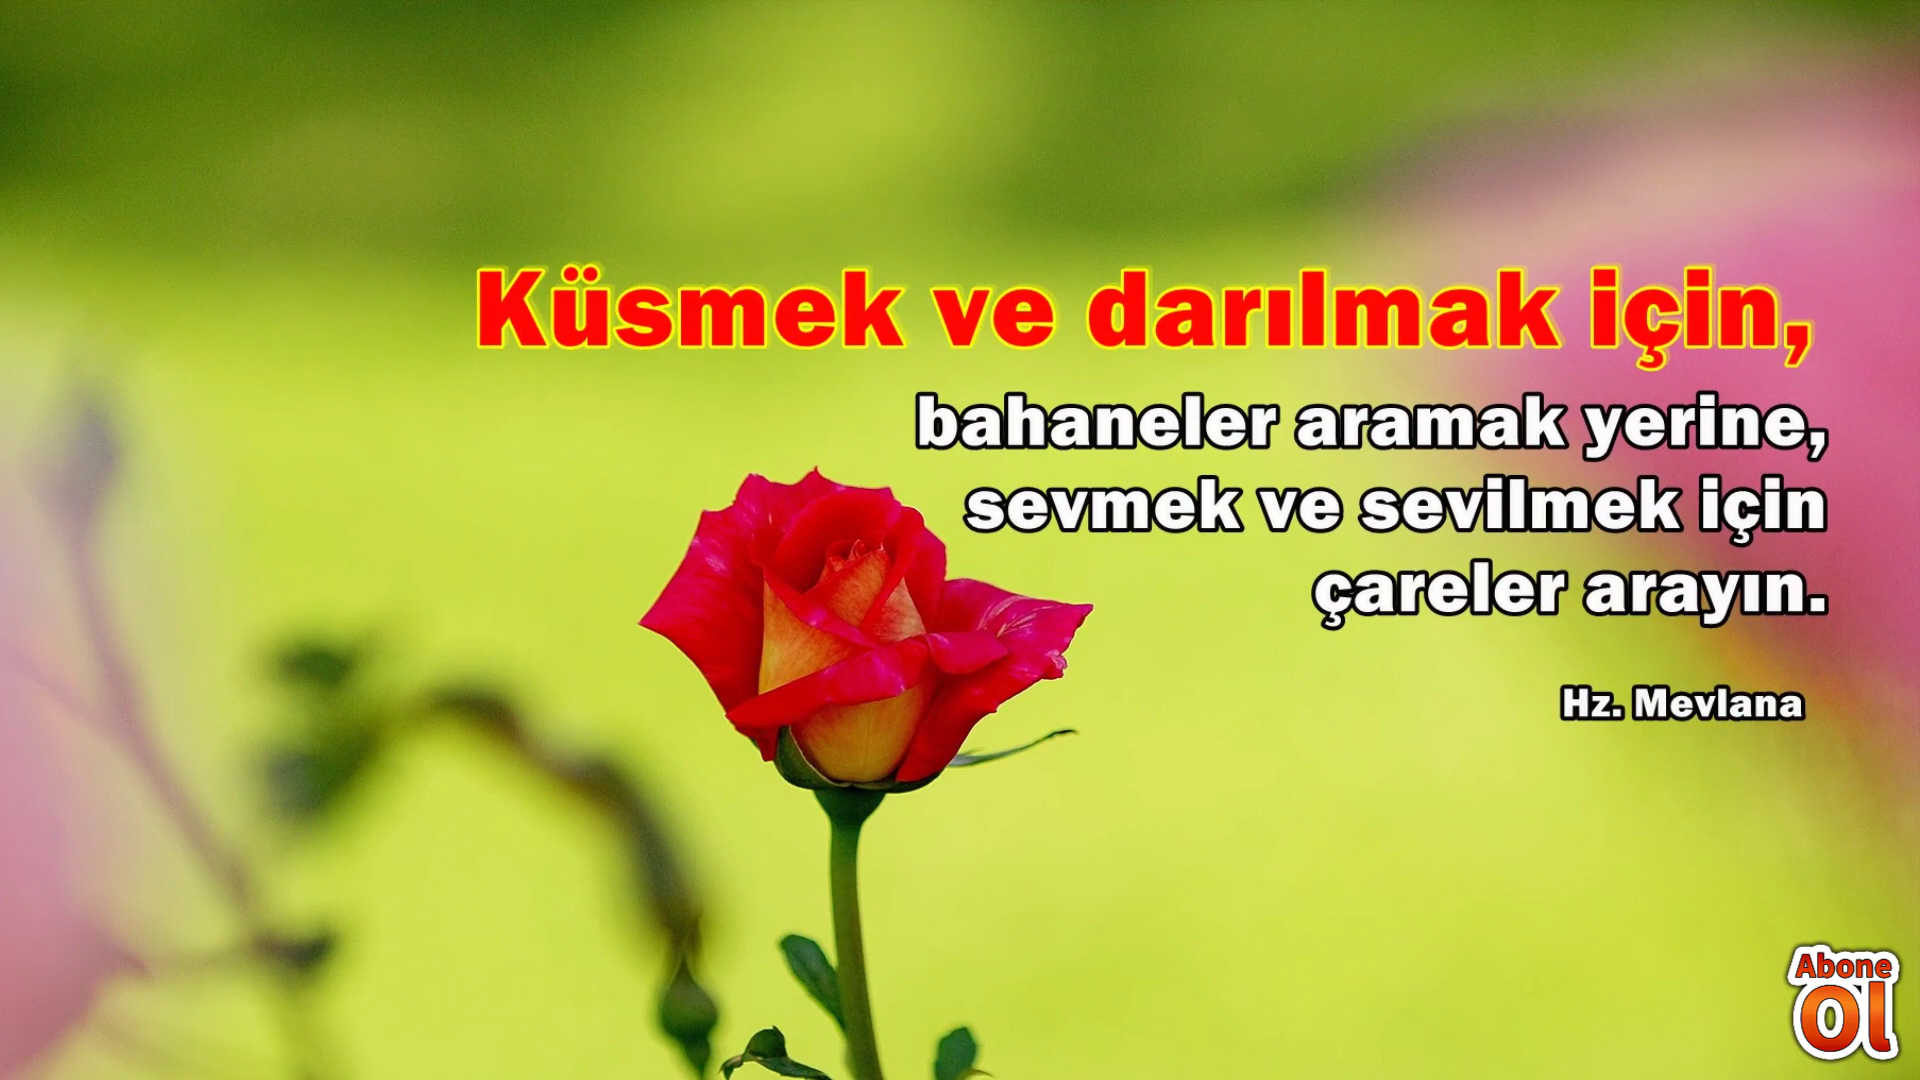 Küsmek ve darılmak için,
bahaneler aramak yerine,
sevmek ve sevilmek için
çareler arayın.
Hz. Mevlana
Abone
Ol